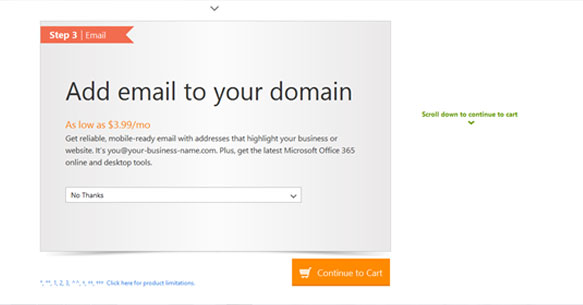 Step 3 | Email
Add email to your domain
As low as $3.99/mo
Get reliable, mobile-ready email with addresses that highlight your business or
website. It's you@your-business-name.com. Plus, get the latest Microsoft Office 365
online and desktop tools.
No Thanks
Scroll down to continue to cart
Continue to Cart
Click here for product limitations.